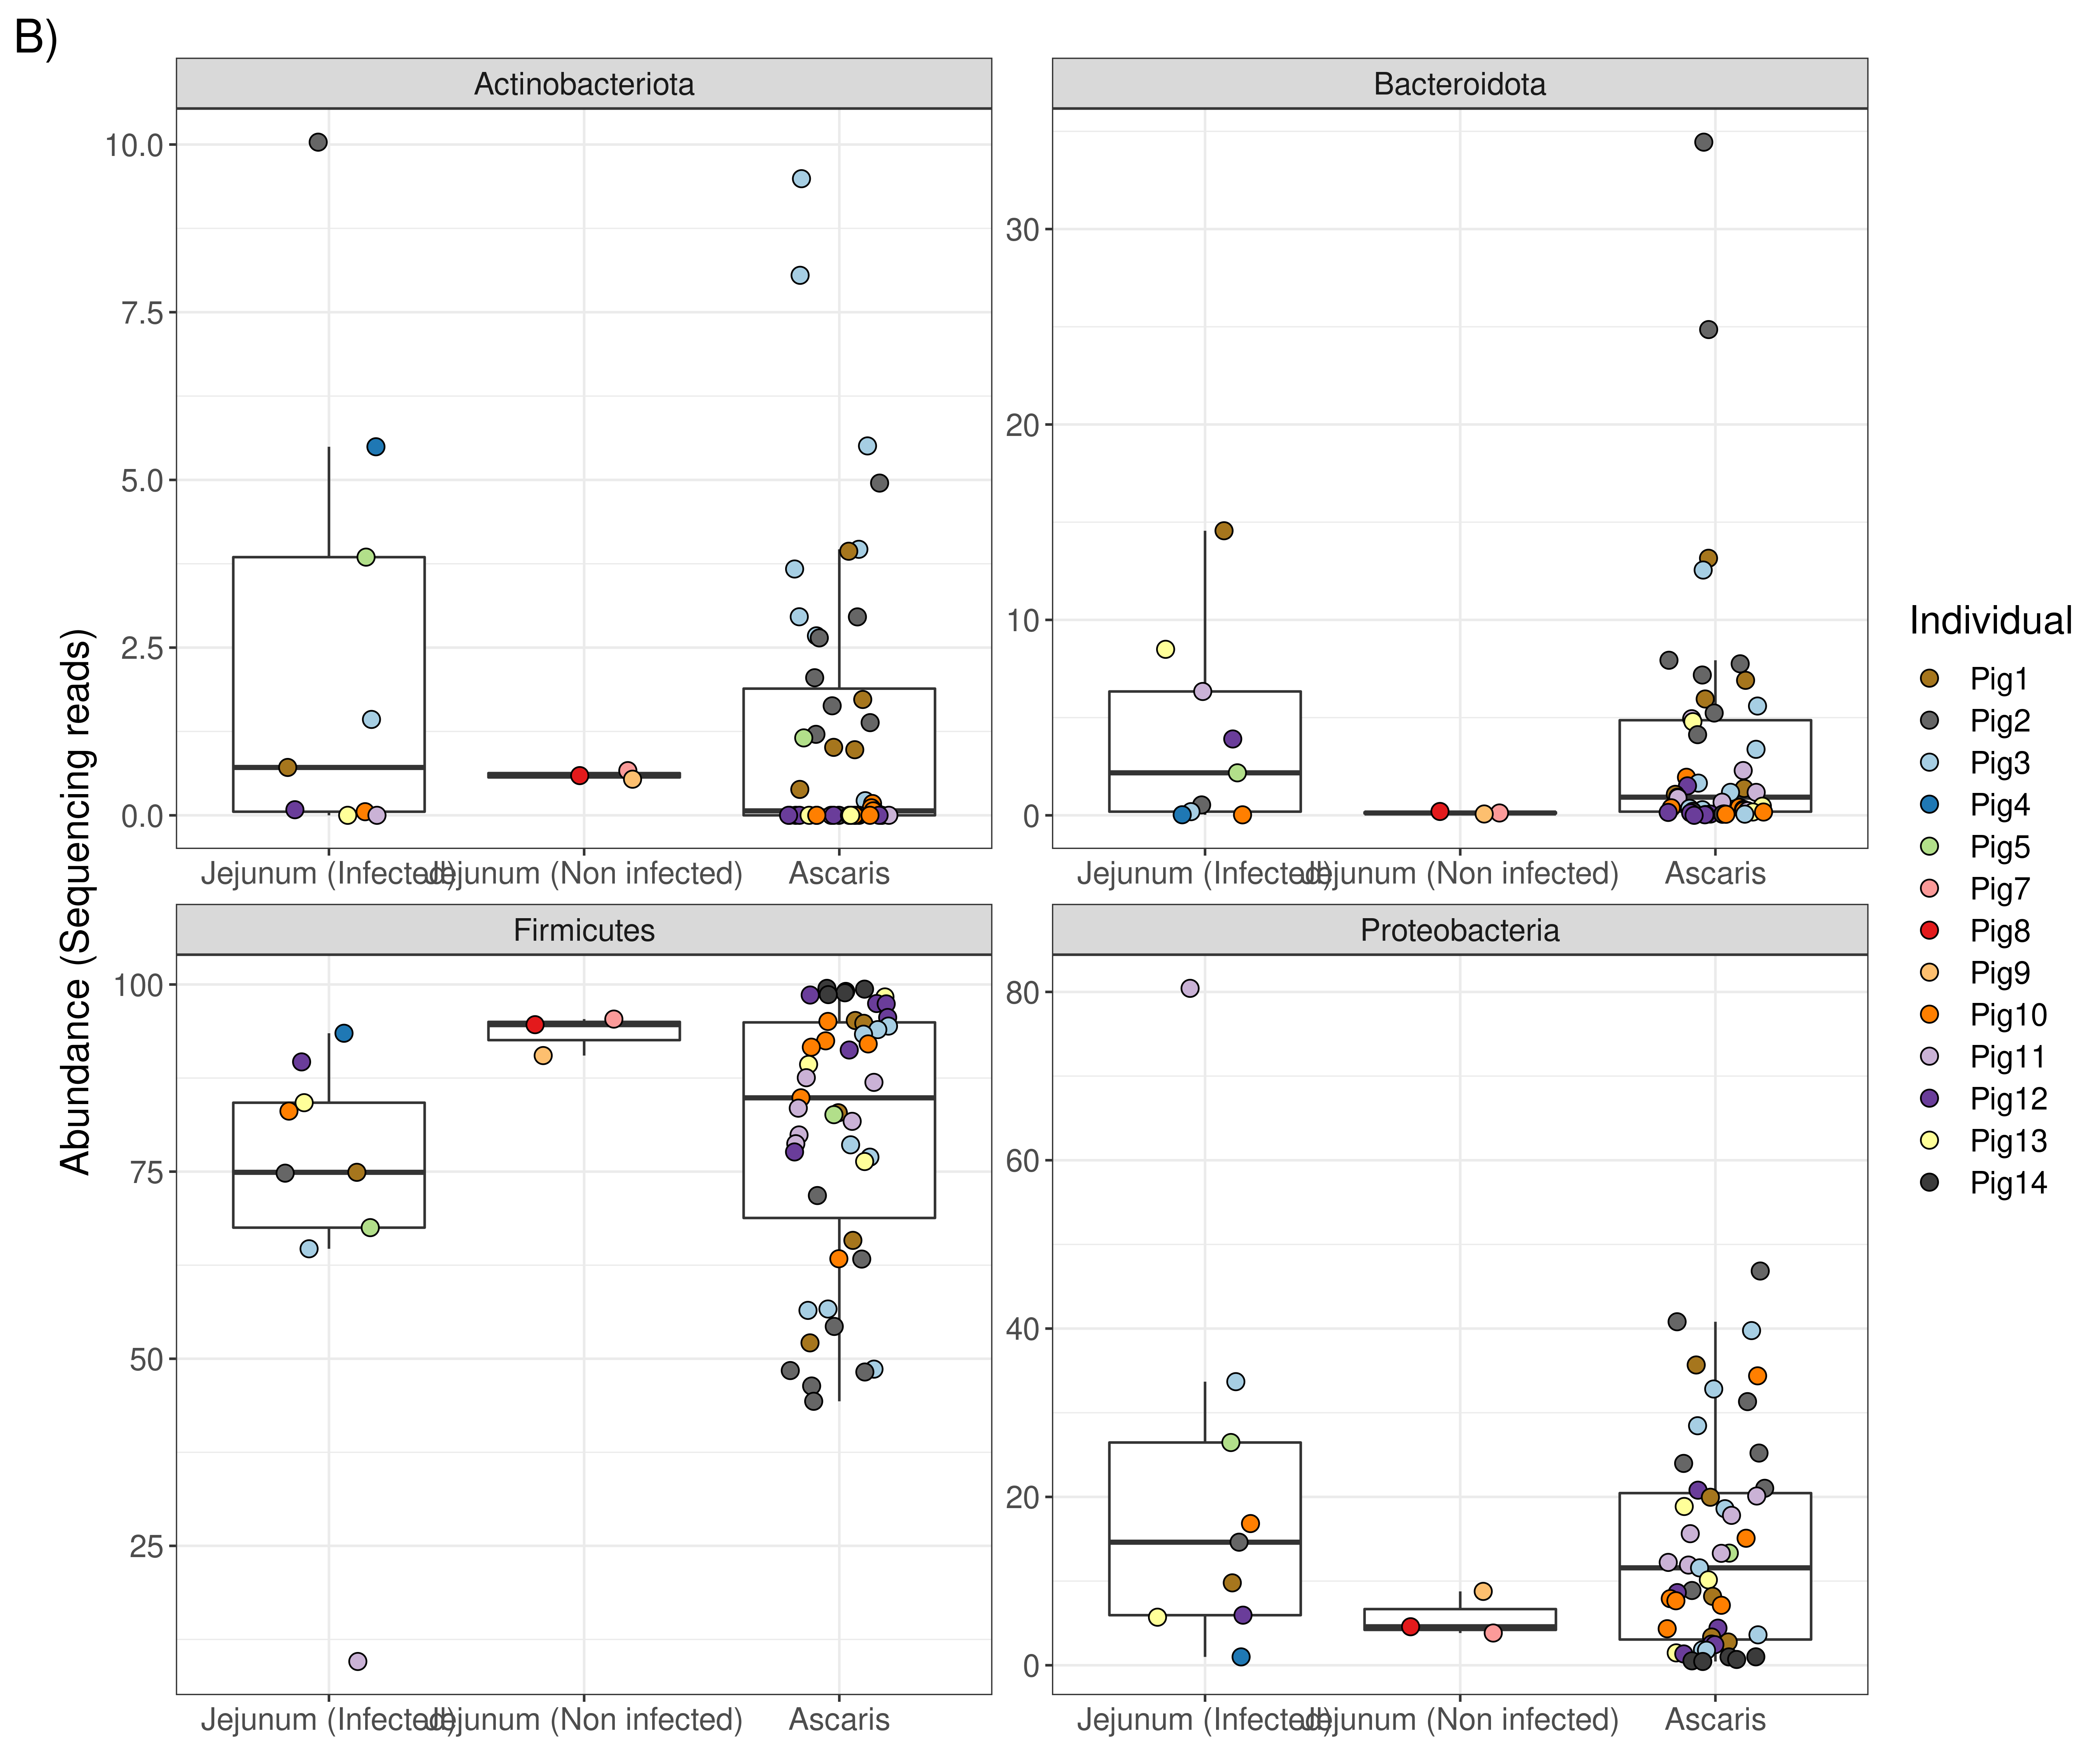 B)
Actinobacteriota
Bacteroidota
10.0
7.5
5.0
2.5
0.0
30
20
10
0
Jejunum (Infected)
Jejunum (Non infected)
Ascaris
Jejunum (Infected)
Jejunum (Non infected)
Ascaris
Abundance (Sequencing reads)
Firmicutes
Proteobacteria
100
75
50
25
80
60
40
20
0
Jejunum (Infected)
Jejunum (Non infected)
Ascaris
Jejunum (Infected)
Jejunum (Non infected)
Ascaris
Individual
Pig1
Pig2
Pig3
Pig4
Pig5
Pig7
Pig8
Pig9
Pig10
Pig11
Pig12
Pig13
Pig14